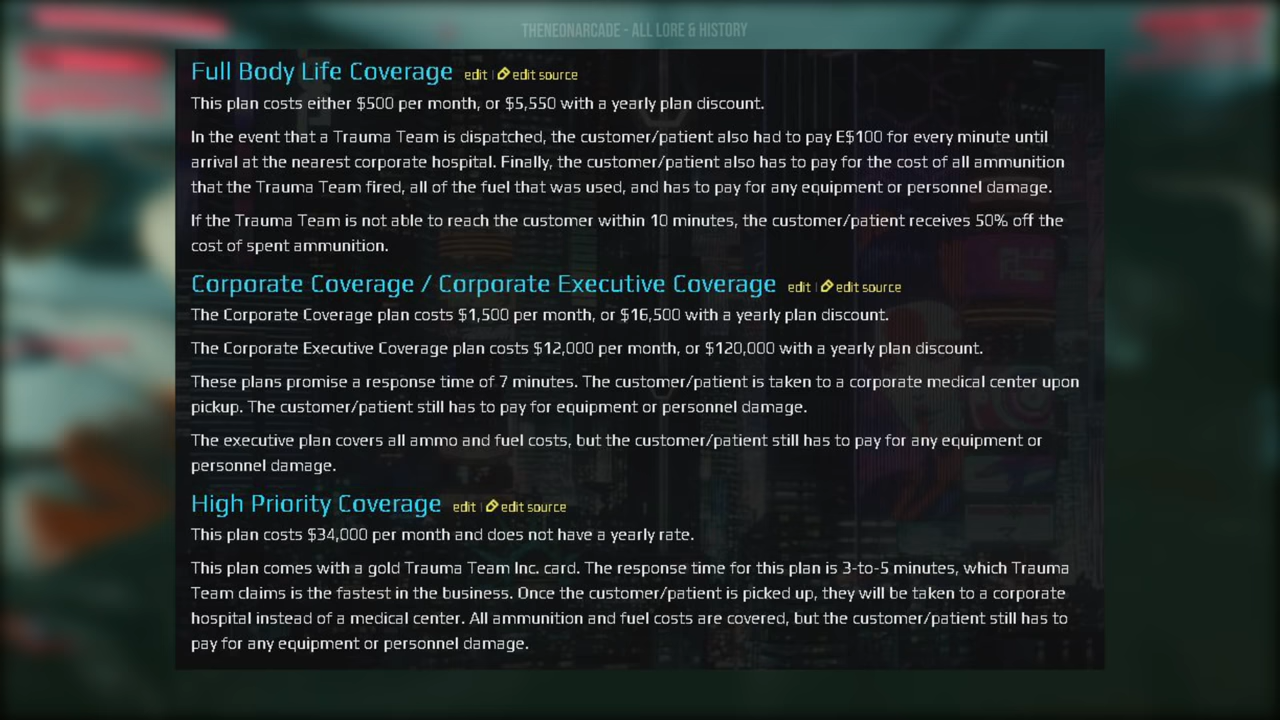 THENEONARCADE - ALL LORE & HISTORY
Full Body Life Coverage edit | edit source
This plan costs either $500 per month, or $5,550 with a yearly plan discount.
In the event that a Trauma Team is dispatched, the customer/patient also had to pay E$100 for every minute until
arrival at the nearest corporate hospital. Finally, the customer/patient also has to pay for the cost of all ammunition
that the Trauma Team fired, all of the fuel that was used, and has to pay for any equipment or personnel damage.
If the Trauma Team is not able to reach the customer within 10 minutes, the customer/patient receives 50% off the
cost of spent ammunition.
Corporate Coverage / Corporate Executive Coverage edit | edit source
The Corporate Coverage plan costs $1,500 per month, or $16,500 with a yearly plan discount.
The Corporate Executive Coverage plan costs $12,000 per month, or $120,000 with a yearly plan discount.
These plans promise a response time of 7 minutes. The customer/patient is taken to a corporate medical center upon
pickup. The customer/patient still has to pay for equipment or personnel damage.
The executive plan covers all ammo and fuel costs, but the customer/patient still has to pay for any equipment or
personnel damage.
High Priority Coverage edit | edit source
This plan costs $34,000 per month and does not have a yearly rate.
This plan comes with a gold Trauma Team Inc. card. The response time for this plan is 3-to-5 minutes, which Trauma
Team claims is the fastest in the business. Once the customer/patient is picked up, they will be taken to a corporate
hospital instead of a medical center. All ammunition and fuel costs are covered, but the customer/patient still has to
pay for any equipment or personnel damage.